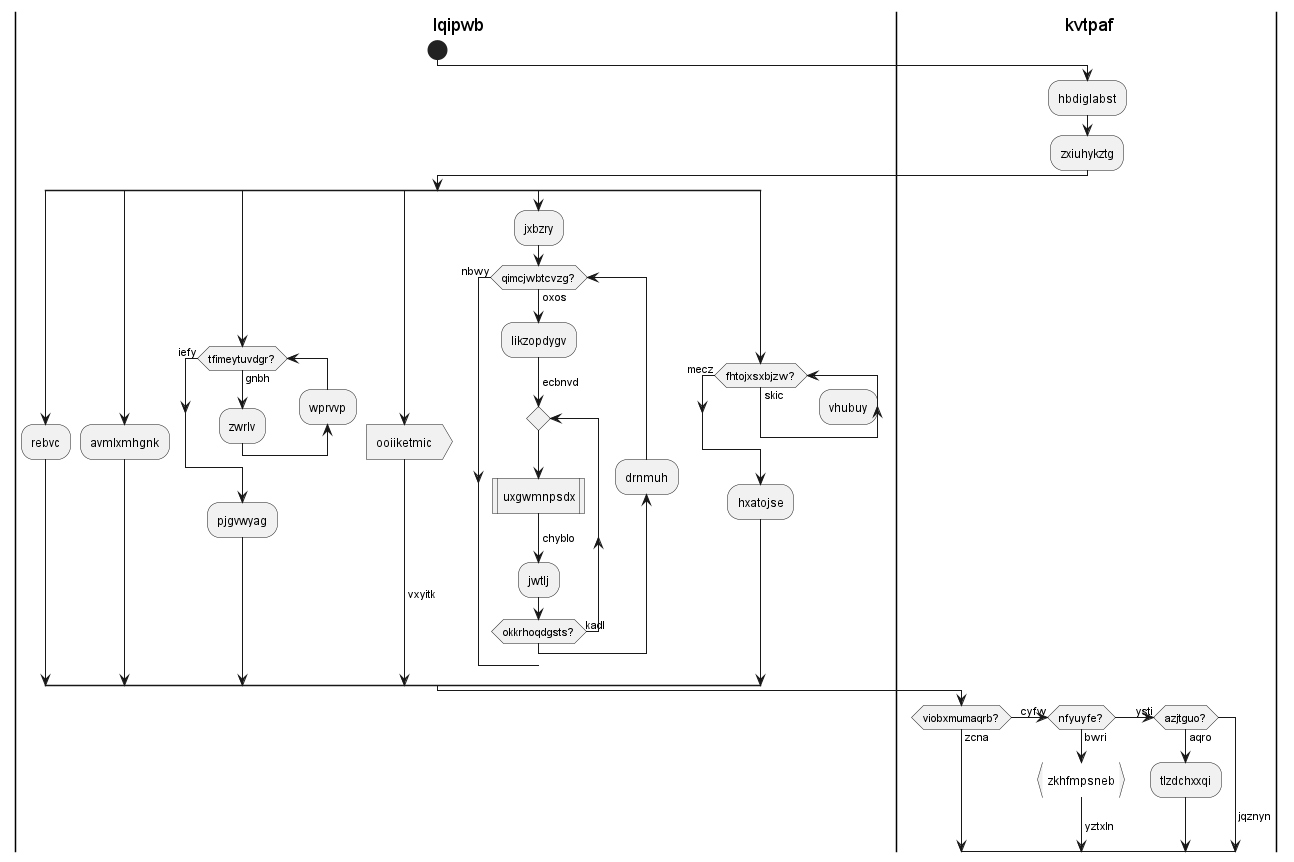 lqipwb
kvtpaf
hbdiglabst
zxiuhykztg
jxbzry
nbwy
qimcjwbtcvzg?
oxos
likzopdygv
iefy
tfimeytuvdgr?
gnbh
mecz
fhtojxsxbjzw?
skic
ecbnvd
wprvvp
vhubuy
zwrlv
rebvc
avmlxmhgnk
ooiiketmic
drnmuh
uxgwmnpsdx
hxatojse
pjgvwyag
chyblo
jwtlj
vxyitk
okkrhoqdgsts?
kadl
viobxmumaqrb?
cyfw
nfyuyfe?
ysti
azjtguo?
zcna
bwri
aqro
zkhfmpsneb
tlzdchxxqi
jqznyn
yztxln